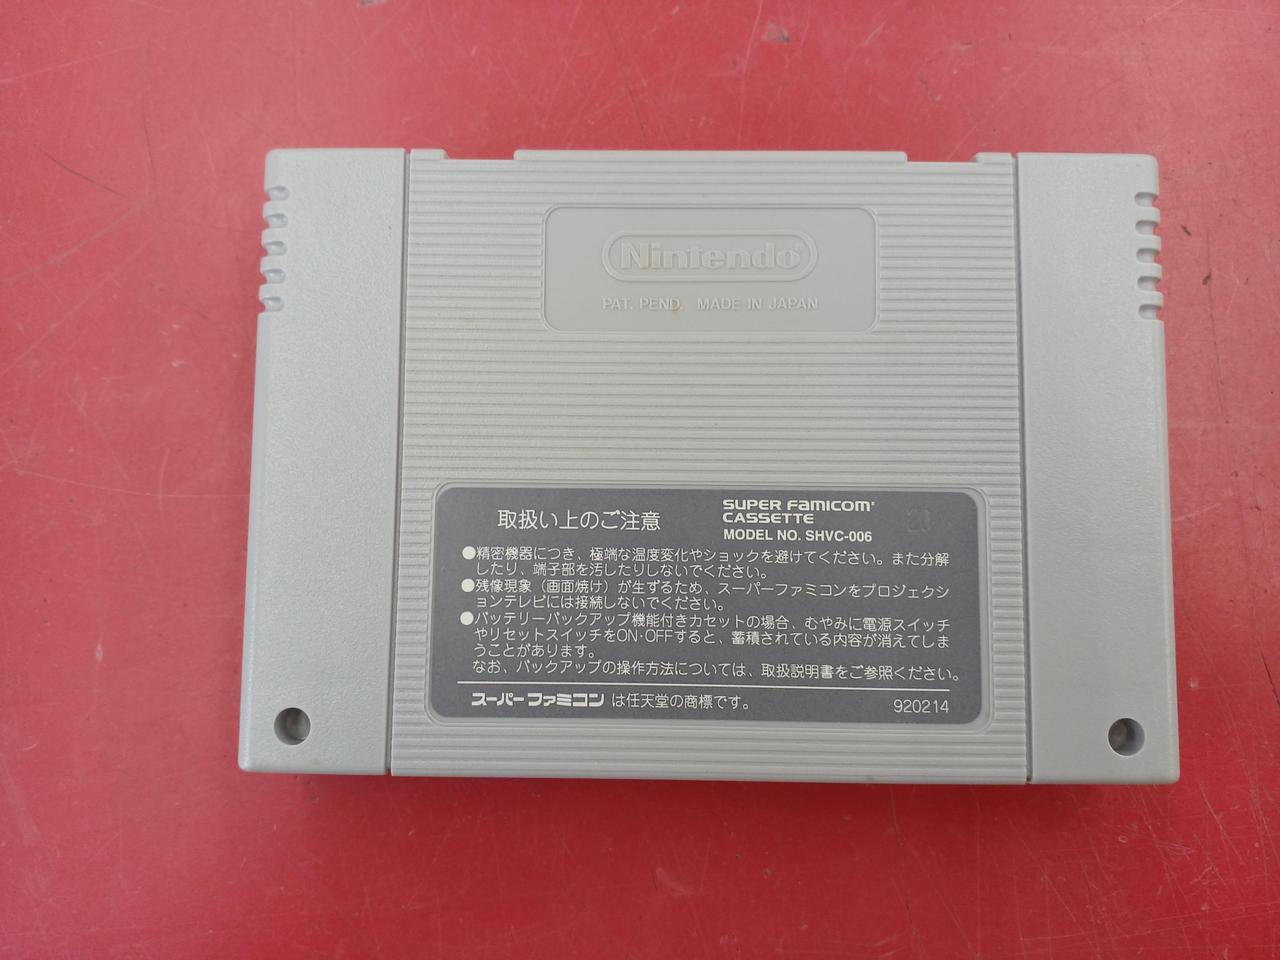 Nintendo
PAT. PEND. MADE IN JAPAN
取扱い上のご注意
SUPER FAMICOM
CASSETTE
MODEL NO. SHVC-006
●精密機器につき、極端な温度変化やショックを避けてください。また分解
したり、端子部を汚したりしないでください。
●残像現象（画面焼け）が生ずるため、スーパーファミコンをプロジェクシ
ョンテレビには接続しないでください。
●バッテリーバックアップ機能付きカセットの場合、むやみに電源スイッチ
やリセットスイッチをON・OFFすると、蓄積されている内容が消えてしま
うことがあります。
なお、バックアップの操作方法については、取扱説明書をご参照ください。
スーパーファミコン は任天堂の商標です。
920214